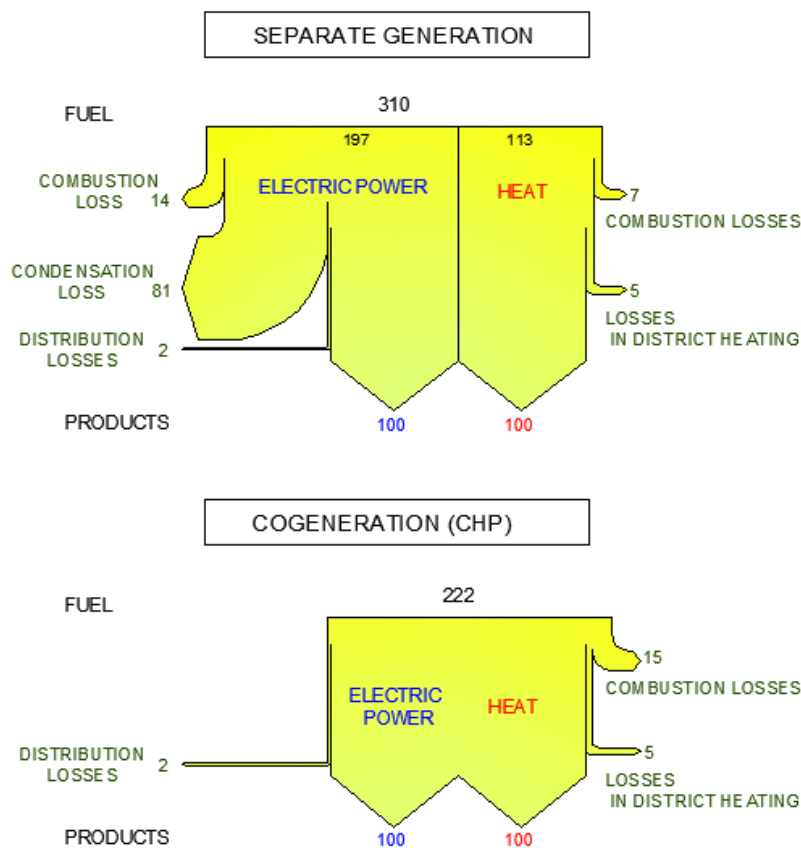 SEPARATE GENERATION
FUEL
310
197
113
COMBUSTION
LOSS 14
ELECTRIC POWER
HEAT
7
COMBUSTION LOSSES
CONDENSATION
LOSS 81
5
LOSSES
IN DISTRICT HEATING
DISTRIBUTION
LOSSES 2
PRODUCTS
100
100
COGENERATION (CHP)
FUEL
222
15
COMBUSTION LOSSES
ELECTRIC
POWER
HEAT
DISTRIBUTION
LOSSES 2
5
LOSSES
IN DISTRICT HEATING
PRODUCTS
100
100